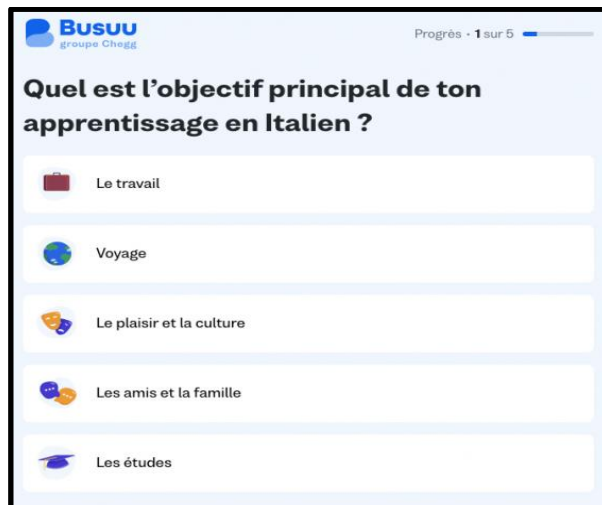 Busuu
groupe Chegg
Progrès · 1 sur 5
Quel est l’objectif principal de ton
apprentissage en Italien ?
Le travail
Voyage
Le plaisir et la culture
Les amis et la famille
Les études